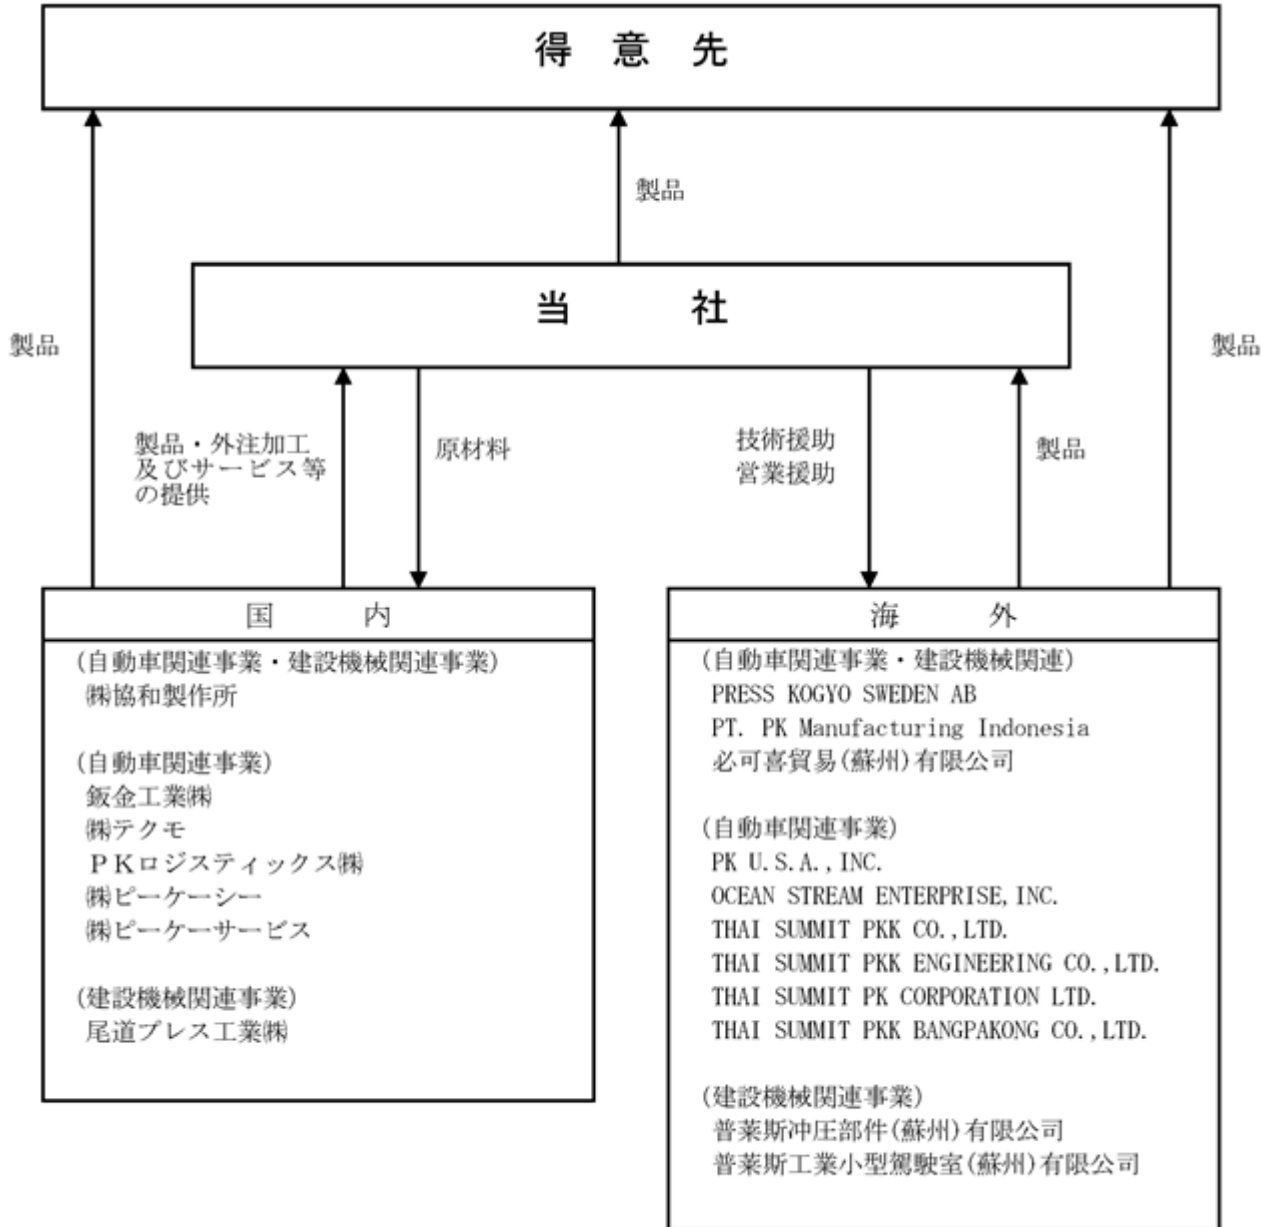 得 意 先
製品
当 社
製品
製品
製品・外注加工
及びサービス等
の提供
原材料
技術援助
営業援助
製品
国 内
(自動車関連事業・建設機械関連事業)
㈱協和製作所
(自動車関連事業)
鈑金工業㈱
㈱テクモ
ＰＫロジスティックス㈱
㈱ピーケーシー
㈱ピーケーサービス
(建設機械関連事業)
尾道プレス工業㈱
海 外
(自動車関連事業・建設機械関連)
PRESS KOGYO SWEDEN AB
PT. PK Manufacturing Indonesia
必可喜貿易(蘇州)有限公司
(自動車関連事業)
PK U.S.A.,INC.
OCEAN STREAM ENTERPRISE,INC.
THAI SUMMIT PKK CO.,LTD.
THAI SUMMIT PKK ENGINEERING CO.,LTD.
THAI SUMMIT PK CORPORATION LTD.
THAI SUMMIT PKK BANGPAKONG CO.,LTD.
(建設機械関連事業)
普莱斯冲圧部件(蘇州)有限公司
普莱斯工業小型駕駛室(蘇州)有限公司